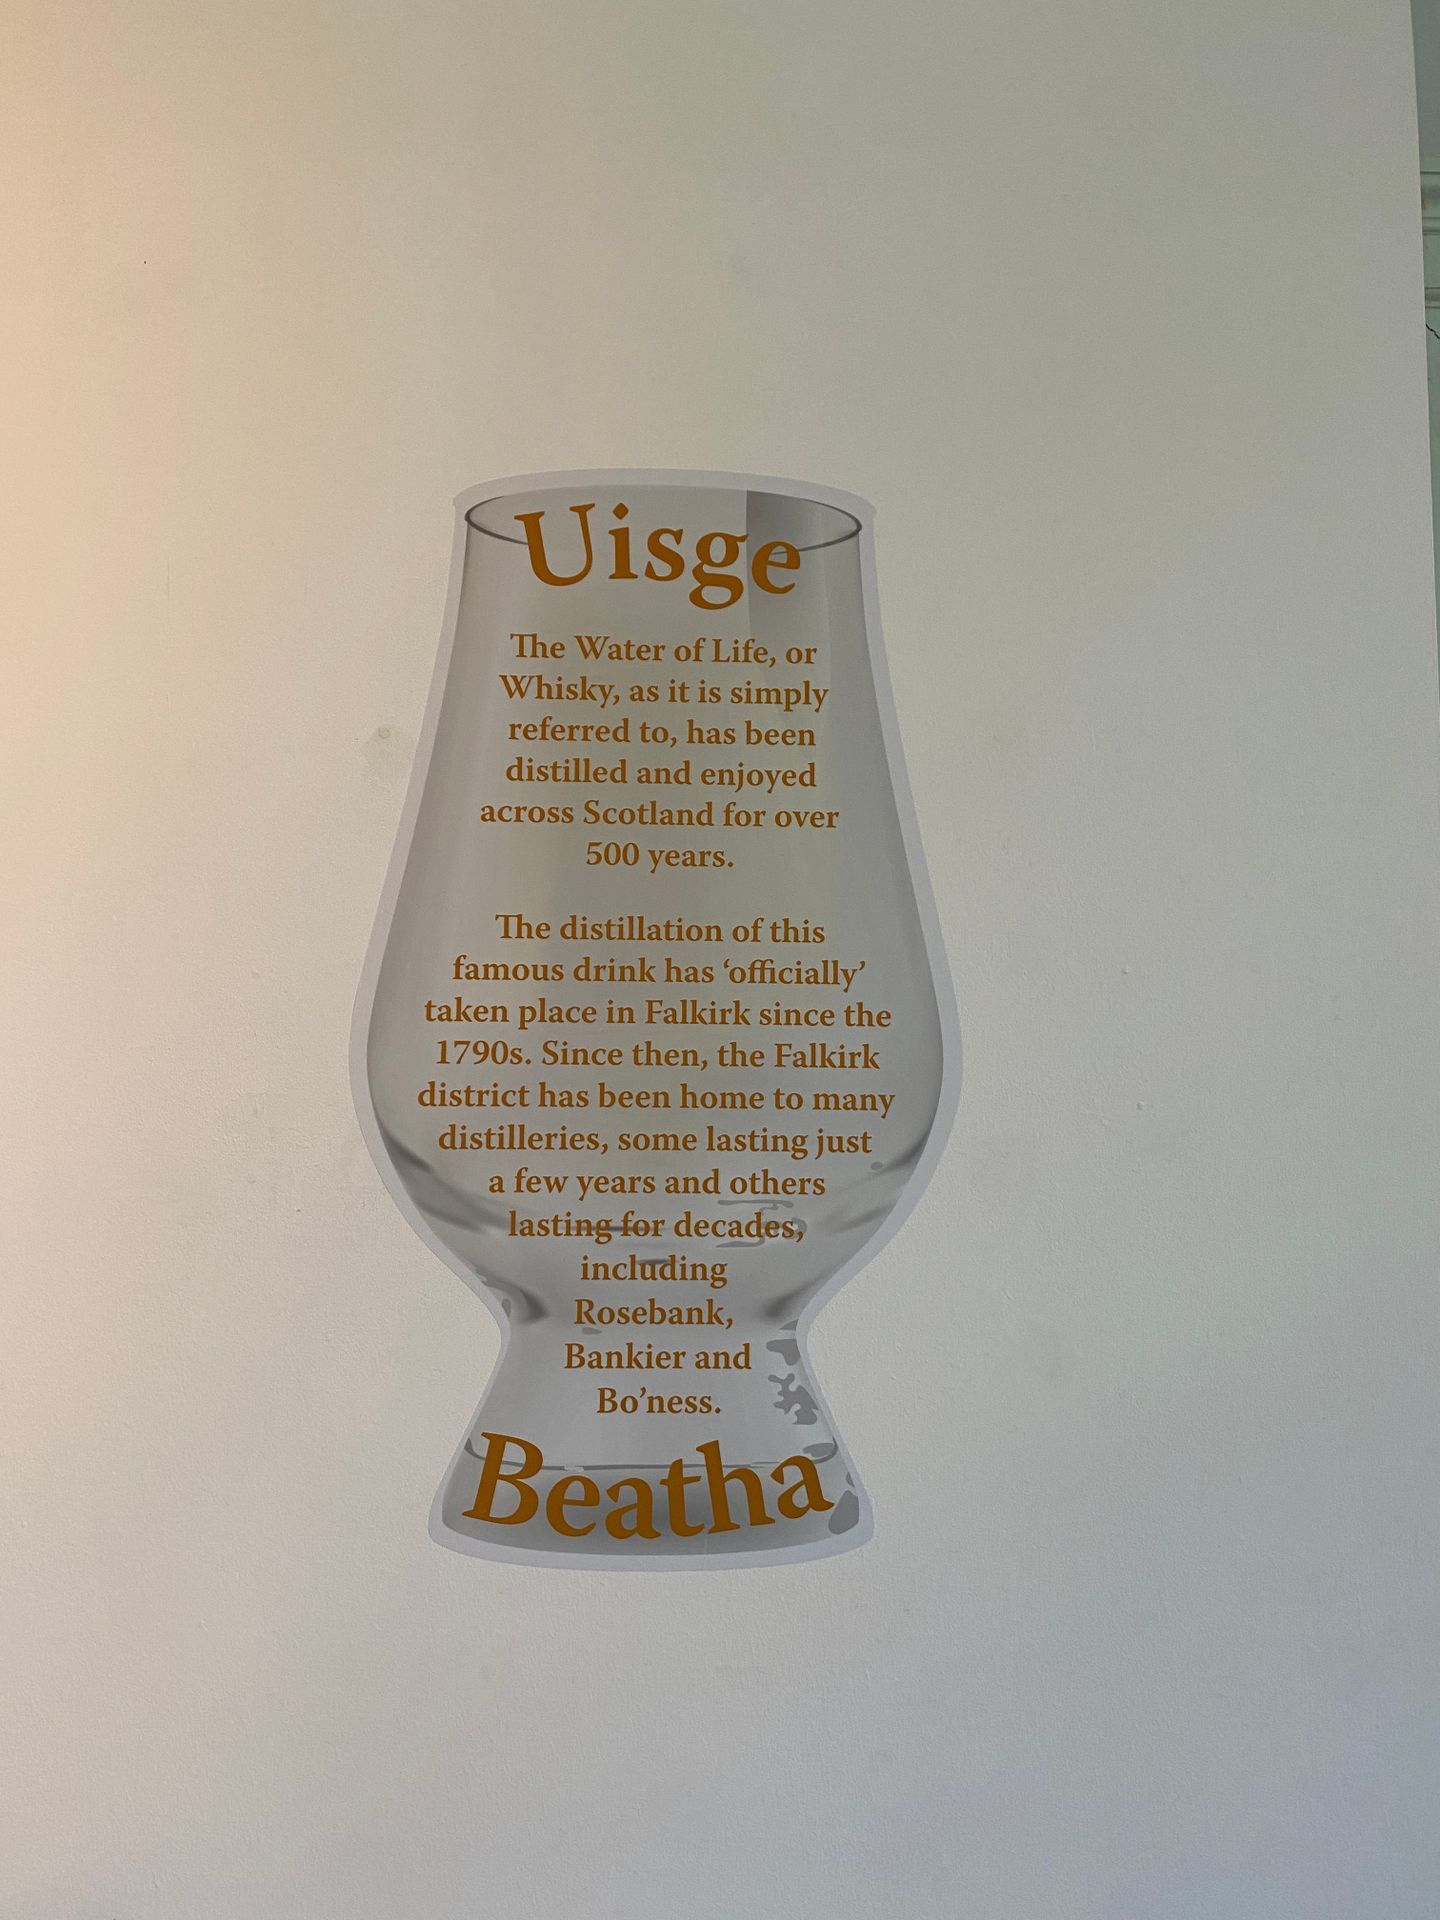 Uisge
The Water of Life, or
Whisky, as it is simply
referred to, has been
distilled and enjoyed
across Scotland for over
500 years.
The distillation of this
famous drink has ‘officially’
taken place in Falkirk since the
1790s. Since then, the Falkirk
district has been home to many
distilleries, some lasting just
a few years and others
lasting for decades,
including
Rosebank,
Bankier and
Bo’ness.
Beatha